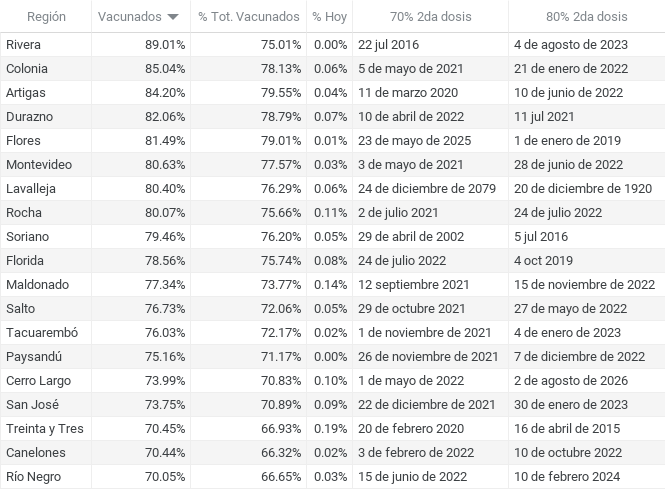 Región Vacunados % Tot. Vacunados % Hoy 70% 2da dosis 80% 2da dosis
Rivera 89.01% 75.01% 0.00% 22 jul 2016 4 de agosto de 2023
Colonia 85.04% 78.13% 0.06% 5 de mayo de 2021 21 de enero de 2022
Artigas 84.20% 79.55% 0.04% 11 de marzo 2020 10 de junio de 2022
Durazno 82.06% 78.79% 0.07% 10 de abril de 2022 11 jul 2021
Flores 81.49% 79.01% 0.01% 23 de mayo de 2025 1 de enero de 2019
Montevideo 80.63% 77.57% 0.03% 3 de mayo de 2021 28 de junio de 2022
Lavalleja 80.40% 76.29% 0.06% 24 de diciembre de 2079 20 de diciembre de 1920
Rocha 80.07% 75.66% 0.11% 2 de julio 2021 24 de julio 2022
Soriano 79.46% 76.20% 0.05% 29 de abril de 2002 5 jul 2016
Florida 78.56% 75.74% 0.08% 24 de julio 2022 4 oct 2019
Maldonado 77.34% 73.77% 0.14% 12 septiembre 2021 15 de noviembre de 2022
Salto 76.73% 72.06% 0.05% 29 de octubre 2021 27 de mayo de 2022
Tacuarembó 76.03% 72.17% 0.02% 1 de noviembre de 2021 4 de enero de 2023
Paysandú 75.16% 71.17% 0.00% 26 de noviembre de 2021 7 de diciembre de 2022
Cerro Largo 73.99% 70.83% 0.10% 1 de mayo de 2022 2 de agosto de 2026
San José 73.75% 70.89% 0.09% 22 de diciembre de 2021 30 de enero de 2023
Treinta y Tres 70.45% 66.93% 0.19% 20 de febrero 2020 16 de abril de 2015
Canelones 70.44% 66.32% 0.02% 3 de febrero de 2022 10 de octubre de 2022
Río Negro 70.05% 66.65% 0.03% 15 de junio de 2022 10 de febrero 2024